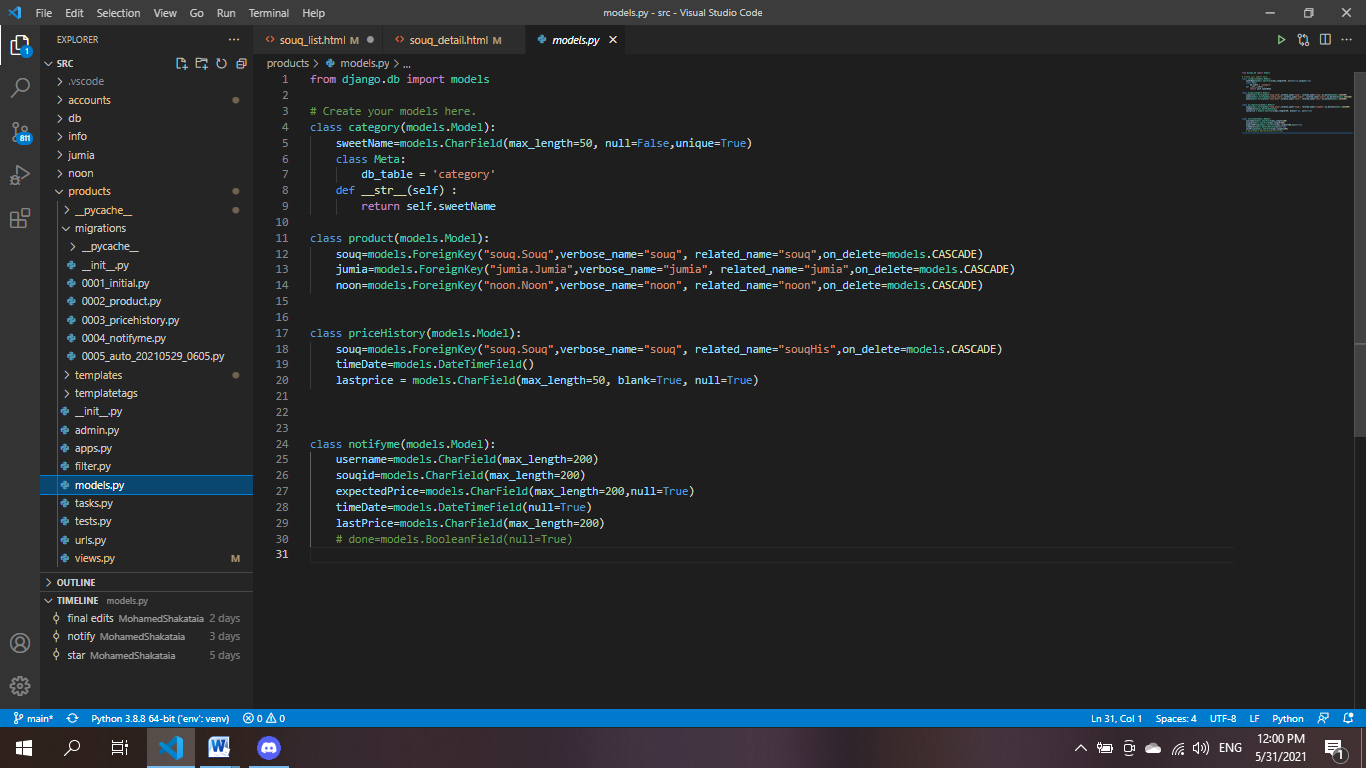 File Edit Selection View Go Run Terminal Help models.py - src - Visual Studio Code
EXPLORER
SRC
.vscode
accounts
db
info
jumia
noon
products
__pycache__
migrations
__pycache__
__init__.py
0001_initial.py
0002_product.py
0003_pricehistory.py
0004_notifyme.py
0005_auto_20210529_0605.py
templates
templatetags
__init__.py
admin.py
apps.py
filter.py
models.py
tasks.py
tests.py
urls.py
views.py M
OUTLINE
TIMELINE models.py
final edits MohamedShakataia 2 days
notify MohamedShakataia 3 days
star MohamedShakataia 5 days
1
811
souq_list.html M souq_detail.html M models.py
products > models.py > ...
1 from django.db import models
2
3 # Create your models here.
4 class category(models.Model):
5 sweetName=models.CharField(max_length=50, null=False,unique=True)
6 class Meta:
7 db_table = 'category'
8 def __str__(self) :
9 return self.sweetName
10
11 class product(models.Model):
12 souq=models.ForeignKey("souq.Souq",verbose_name="souq", related_name="souq",on_delete=models.CASCADE)
13 jumia=models.ForeignKey("jumia.Jumia",verbose_name="jumia", related_name="jumia",on_delete=models.CASCADE)
14 noon=models.ForeignKey("noon.Noon",verbose_name="noon", related_name="noon",on_delete=models.CASCADE)
15
16
17 class priceHistory(models.Model):
18 souq=models.ForeignKey("souq.Souq",verbose_name="souq", related_name="souqHis",on_delete=models.CASCADE)
19 timeDate=models.DateTimeField()
20 lastprice = models.CharField(max_length=50, blank=True, null=True)
21
22
23
24 class notifyme(models.Model):
25 username=models.CharField(max_length=200)
26 souqid=models.CharField(max_length=200)
27 expectedPrice=models.CharField(max_length=200,null=True)
28 timeDate=models.DateTimeField(null=True)
29 lastPrice=models.CharField(max_length=200)
30 # done=models.BooleanField(null=True)
31
main* Python 3.8.8 64-bit ('env': venv) 0 0 Ln 31, Col 1 Spaces: 4 UTF-8 LF Python
ENG 12:00 PM
5/31/2021 1